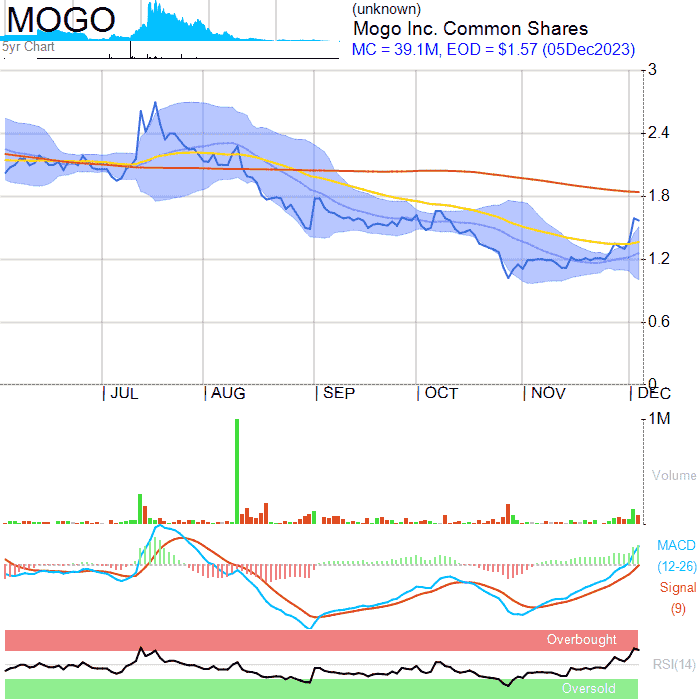 MOGO
5yr Chart
(unknown)
Mogo Inc. Common Shares
MC = 39.1M, EOD = $1.57 (05Dec2023)
3
2.4
1.8
1.2
0.6
0
JUL AUG SEP OCT NOV DEC
1M
Volume
MACD
(12-26)
Signal
(9)
Overbought
RSI(14)
Oversold